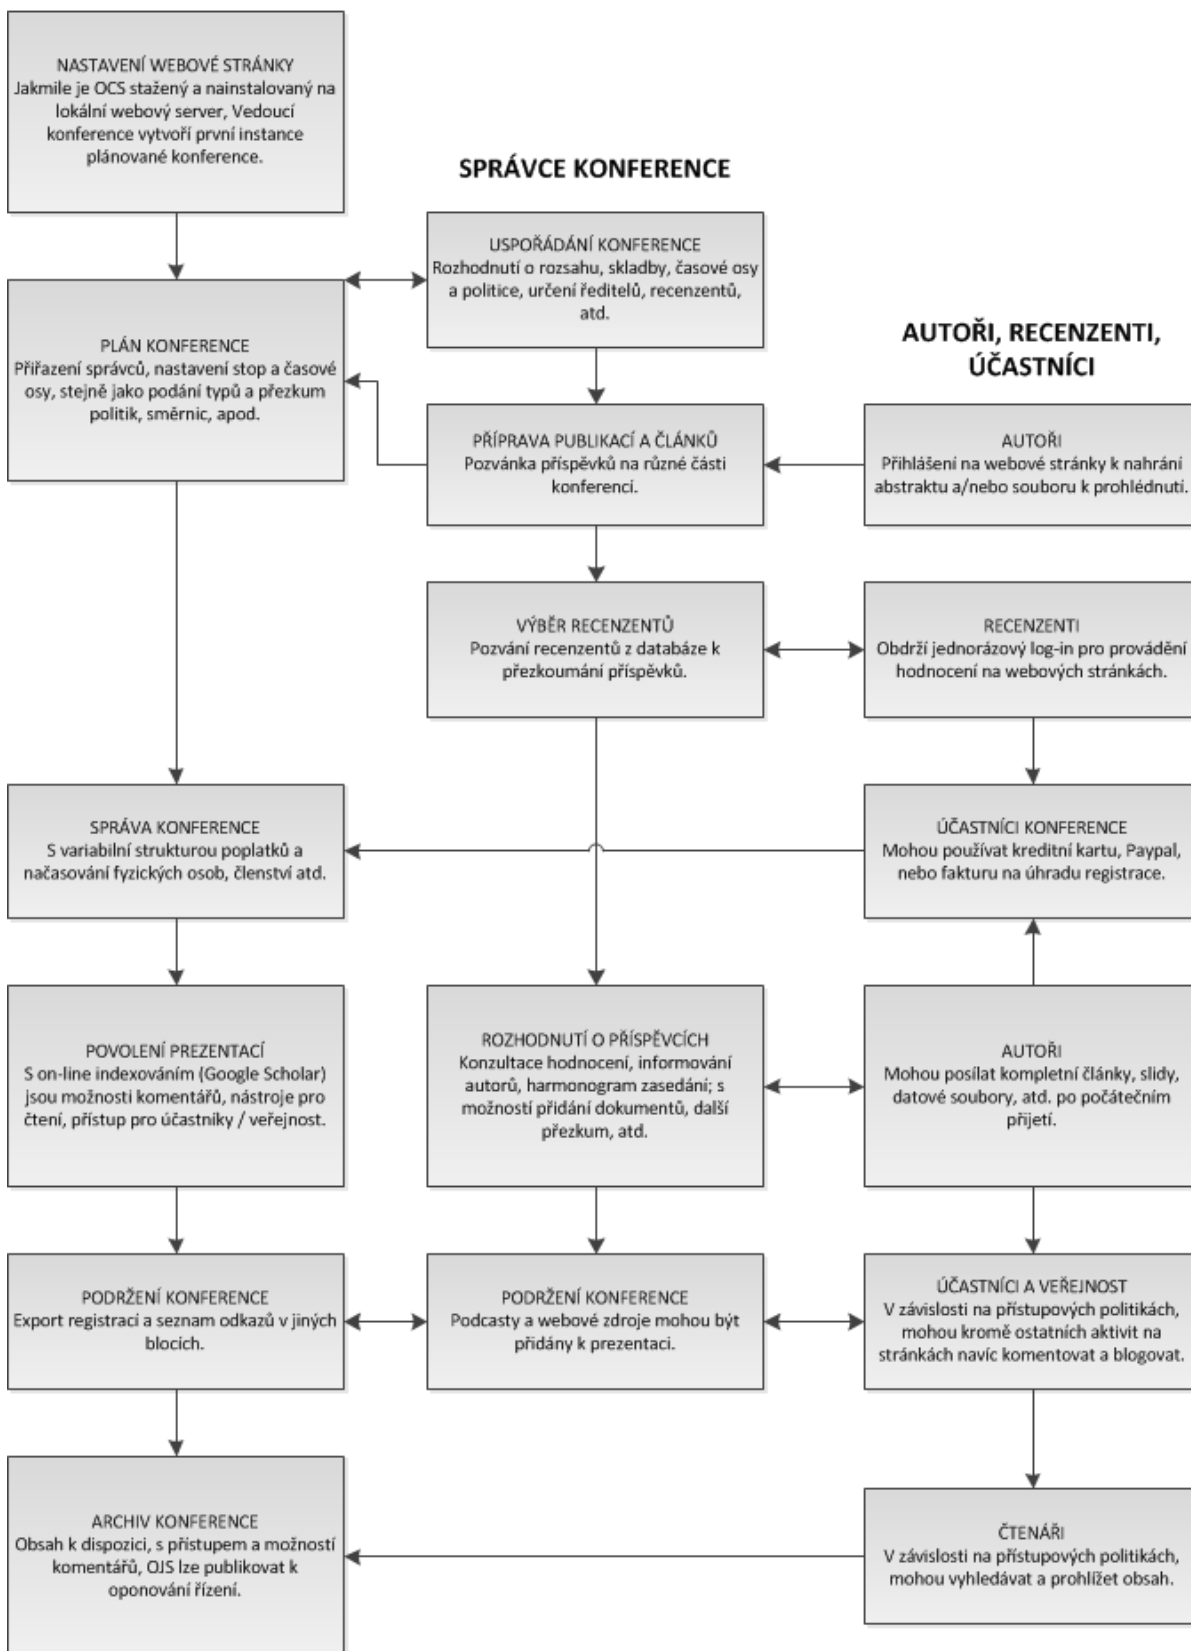 NASTAVENÍ WEBOVÉ STRÁNKY
Jakmile je OCS stažený a nainstalovaný na
lokální webový server, Vedoucí
konference vytvoří první instance
plánované konference.
SPRÁVCE KONFERENCE
USPOŘÁDÁNÍ KONFERENCE
Rozhodnutí o rozsahu, skladby, časové osy
a politice, určení ředitelů, recenzentů,
atd.
AUTOŘI, RECENZENTI,
ÚČASTNÍCI
PLÁN KONFERENCE
Přiřazení správců, nastavení stop a časové
osy, stejně jako podání typů a přezkum
politik, směrnic, apod.
PŘÍPRAVA PUBLIKACÍ A ČLÁNKŮ
Pozvánka příspěvků na různé části
konferencí.
AUTOŘI
Přihlášení na webové stránky k nahrání
abstraktu a/nebo souboru k prohlédnutí.
VÝBĚR RECENZENTŮ
Pozvání recenzentů z databáze k
přezkoumání příspěvků.
RECENZENTI
Obdrží jednorázový log-in pro provádění
hodnocení na webových stránkách.
SPRÁVA KONFERENCE
S variabilní strukturou poplatků a
načasování fyzických osob, členství atd.
ÚČASTNÍCI KONFERENCE
Mohou používat kreditní kartu, Paypal,
nebo fakturu na úhradu registrace.
POVOLENÍ PREZENTACÍ
S on-line indexováním (Google Scholar)
jsou možnosti komentářů, nástroje pro
čtení, přístup pro účastníky / veřejnost.
ROZHODNUTÍ O PŘÍSPĚVCÍCH
Konzultace hodnocení, informování
autorů, harmonogram zasedání; s
možností přidání dokumentů, další
přezkum, atd.
AUTOŘI
Mohou posílat kompletní články, slidy,
datové soubory, atd. po počátečním
přijetí.
PODRŽENÍ KONFERENCE
Export registrací a seznam odkazů v jiných
blocích.
PODRŽENÍ KONFERENCE
Podcasty a webové zdroje mohou být
přidány k prezentaci.
ÚČASTNÍCI A VEŘEJNOST
V závislosti na přístupových politikách,
mohou kromě ostatních aktivit na
stránkách navíc komentovat a blogovat.
ARCHIV KONFERENCE
Obsah k dispozici, s přístupem a možností
komentářů, OJS lze publikovat k
oponování řízení.
ČTENÁŘI
V závislosti na přístupových politikách,
mohou vyhledávat a prohlížet obsah.